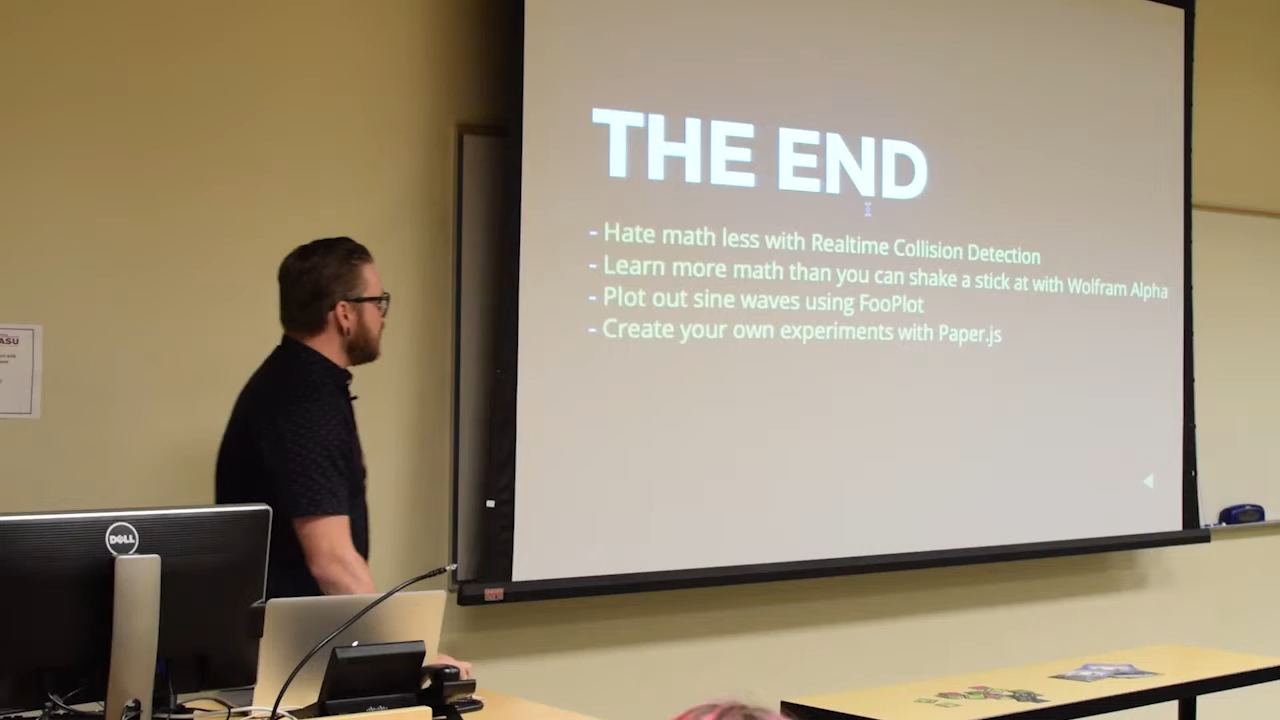 THE END
- Hate math less with Realtime Collision Detection
- Learn more math than you can shake a stick at with Wolfram Alpha
- Plot out sine waves using FooPlot
- Create your own experiments with Paper.js
ASU
DELL